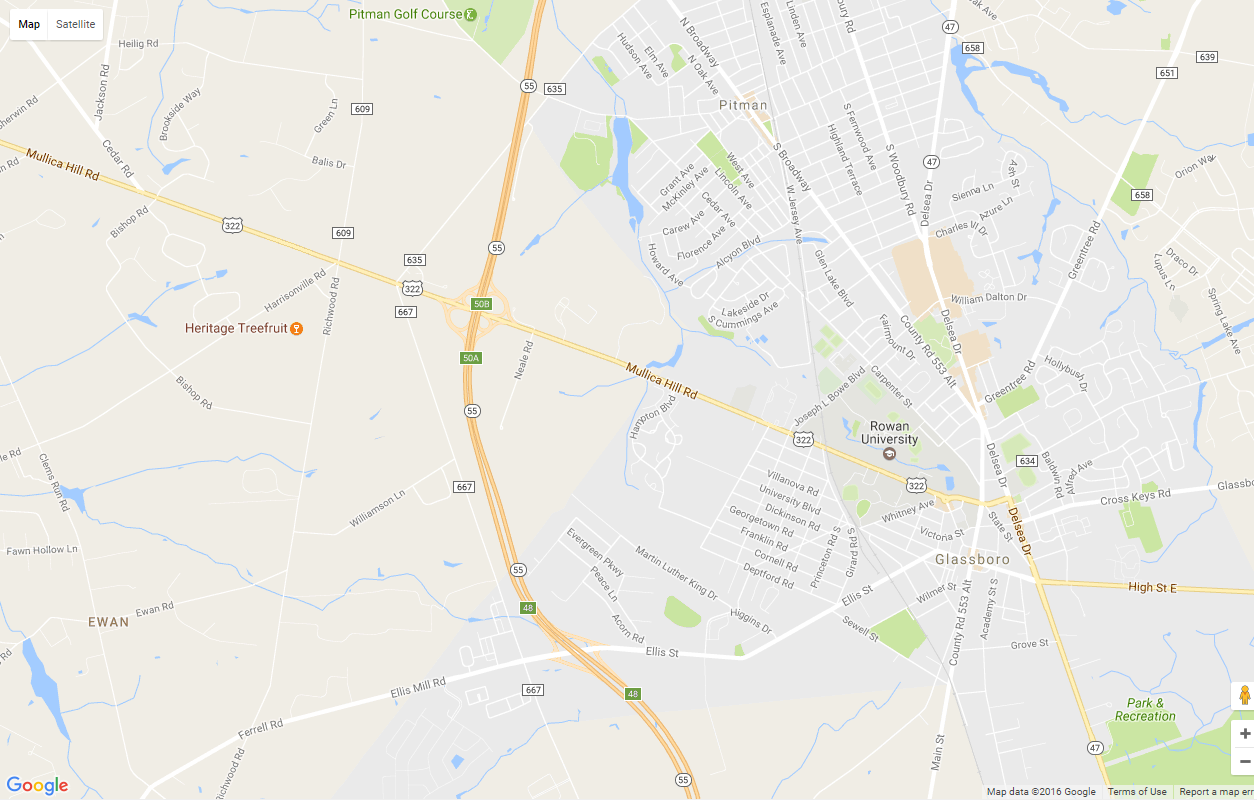 Map
Satellite
Pitman Golf Course
Heilig Rd
Jackson Rd
Brookside Way
Green Ln
609
Balis Dr
Cedar Rd
Mullica Hill Rd
Bishop Rd
322
609
635
322
667
Harrisonville Rd
Richwood Rd
Heritage Treefruit
Bishop Rd
55
635
55
50B
50A
55
Neale Rd
Hudson Ave
Elm Ave
N Broadway
N Oak Ave
Esplanade Ave
Linden Ave
47
658
651
639
Pitman
S Fernwood Ave
Highland Terrace
S Woodbury Rd
47
Delsea Dr
Ash St
Sienna Ln
Azure Ln
Charles III Dr
658
Orion Way
Greentree Rd
Draco Dr
Lupus Ln
Spring Lake Ave
S Broadway
West Ave
Lincoln Ave
Grant Ave
McKinley Ave
Cedar Ave
Carew Ave
Florence Ave
Alcyon Blvd
Howard Ave
W Jersey Ave
Glen Lake Blvd
Lakeside Dr
S Cummings Ave
William Dalton Dr
County Rd 553 Alt
Fairmount Dr
Delsea Dr
Carpenter St
Joseph L Bowe Blvd
Hollybush Dr
Greentree Rd
Mullica Hill Rd
Hampton Blvd
322
Rowan
University
322
Delsea Dr
634
Baldwin Rd
Alfred Ave
Cross Keys Rd
Villanova Rd
University Blvd
Dickinson Rd
Georgetown Rd
Franklin Rd
Cornell Rd
Deptford Rd
Princeton Rd
S Girard Rd
Whitney Ave
Victoria St
State St
Delsea Dr
Glassboro
High St E
Clems Run Rd
667
Williamson Ln
Fawn Hollow Ln
Ewan Rd
EWAN
55
48
Evergreen Pkwy
Peace Ln
Acorn Rd
Martin Luther King Dr
Higgins Dr
Ellis St
Ellis St
Wilmer St
Sewell St
Academy St S
County Rd 553 Alt
Grove St
Ellis Mill Rd
667
48
Ferrell Rd
Richwood Rd
55
Main St
47
Park &
Recreation
Google
Map data ©2016 Google
Terms of Use
Report a map err